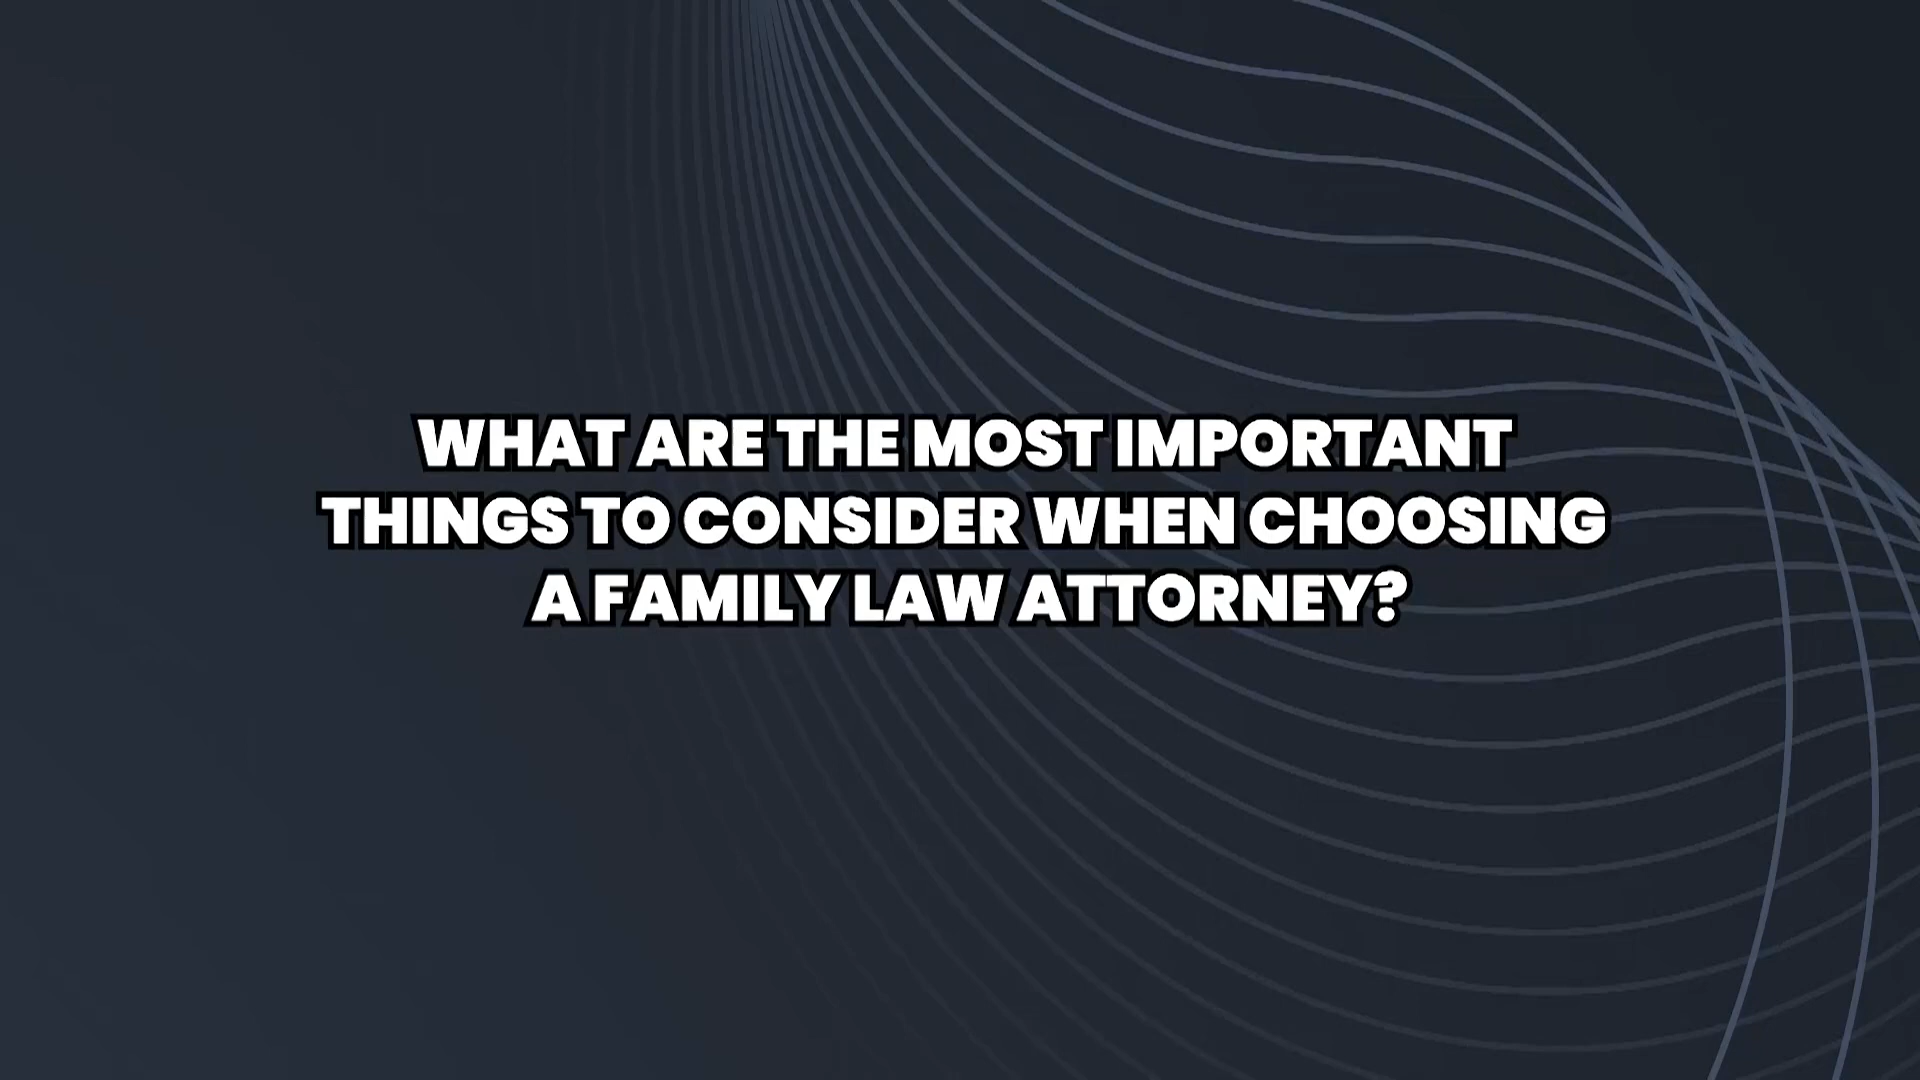 WHAT ARE THE MOST IMPORTANT
THINGS TO CONSIDER WHEN CHOOSING
A FAMILY LAW ATTORNEY?